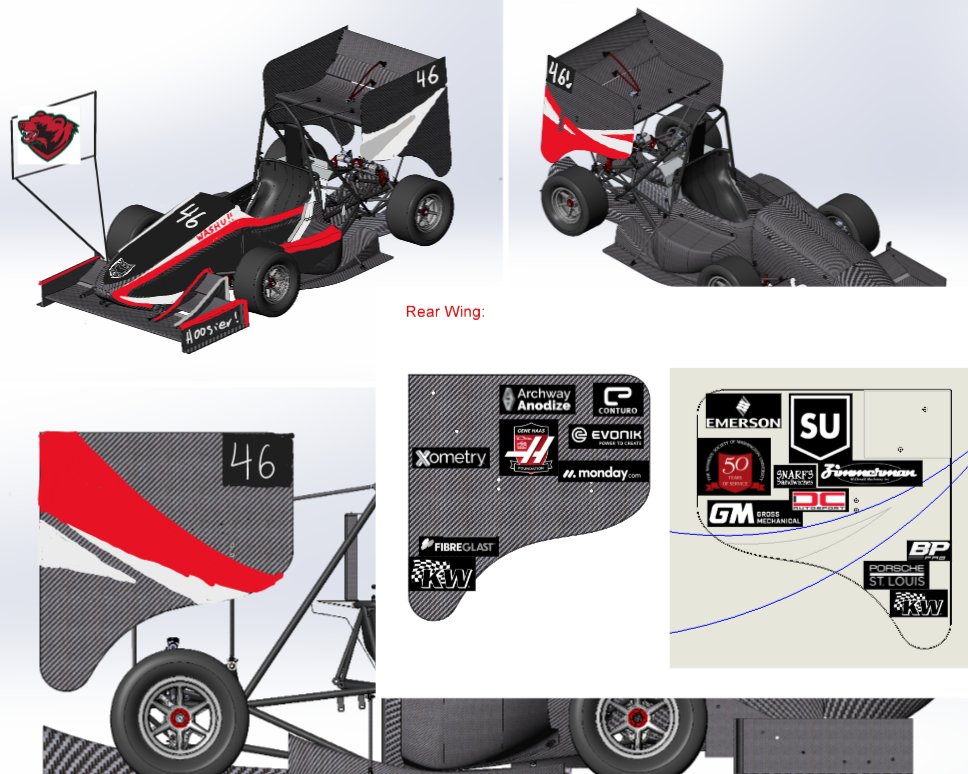 46
46
WASHU!!
Hoosier!
46!
Rear Wing:
46
Archway
Anodize
CONTURO
GENE HAAS
FOUNDATION
EVONIK
POWER TO CREATE
Xometry
monday.com
FIBREGLAST
KW
EMERSON
SU
50
YEARS
OF SERVICE
SNARF'S
Sandwiches
Zimmerman
DC
AUTOSPORT
GM GROSS
MECHANICAL
BP
FAB
PORSCHE
ST. LOUIS
KW